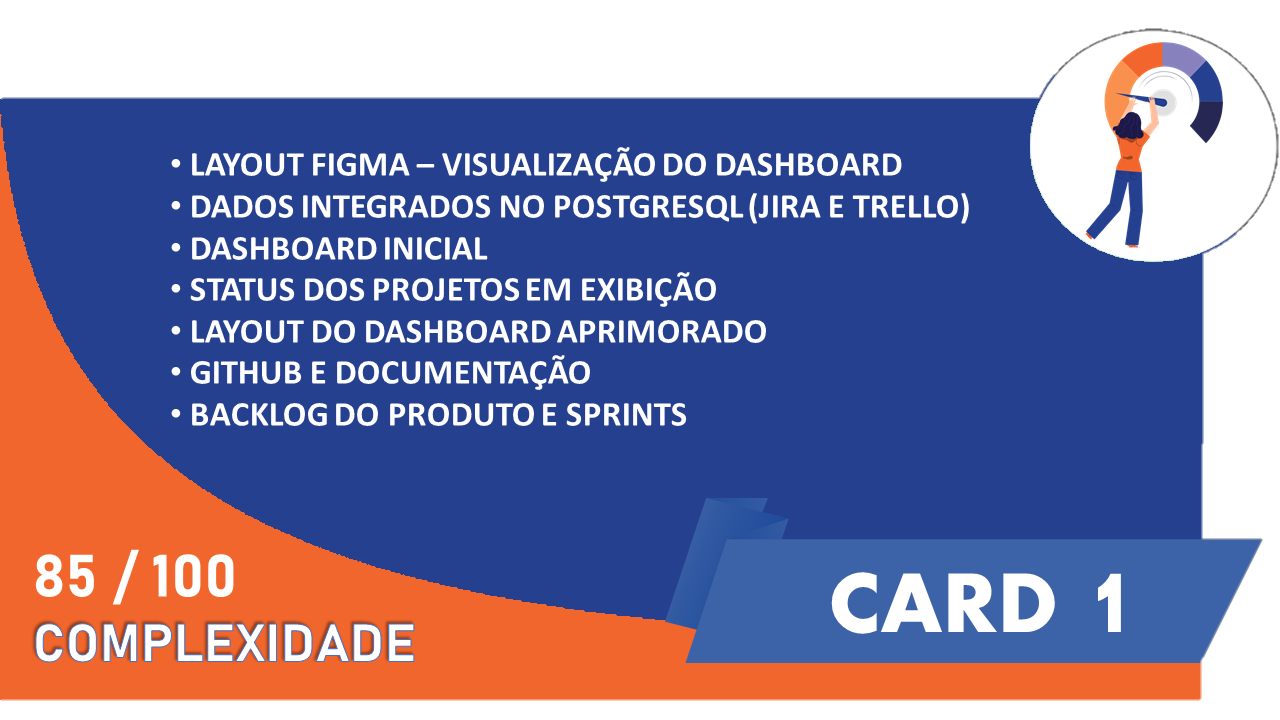 • LAYOUT FIGMA – VISUALIZAÇÃO DO DASHBOARD
• DADOS INTEGRADOS NO POSTGRESQL (JIRA E TRELLO)
• DASHBOARD INICIAL
• STATUS DOS PROJETOS EM EXIBIÇÃO
• LAYOUT DO DASHBOARD APRIMORADO
• GITHUB E DOCUMENTAÇÃO
• BACKLOG DO PRODUTO E SPRINTS
85 / 100
COMPLEXIDADE
CARD 1